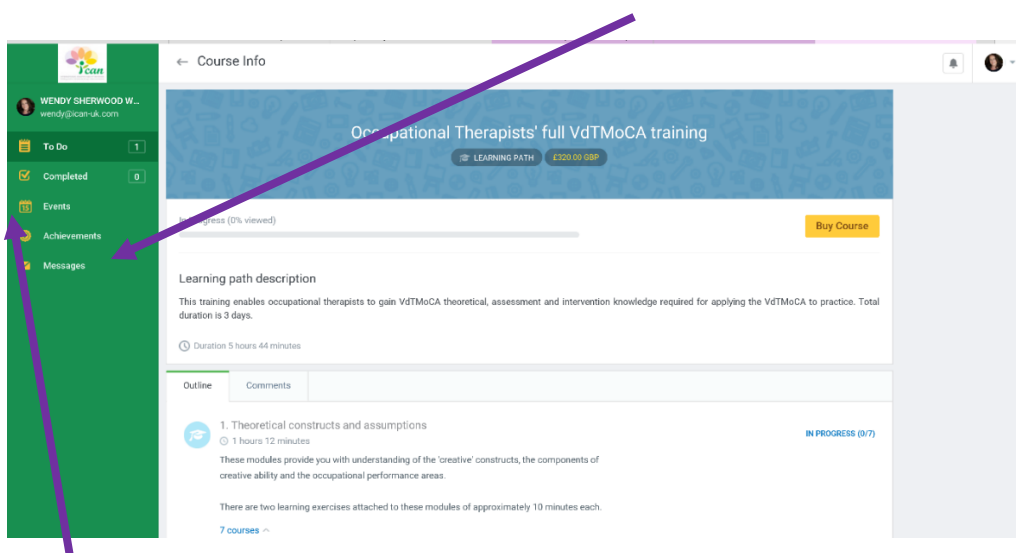 ican
← Course Info
WENDY SHERWOOD W...
wendy@ican-uk.com
To Do 1
Completed 0
15 Events
Achievements
Messages
Occupational Therapists' full VdTMoCA training
LEARNING PATH £320.00 GBP
(0% viewed)
Buy Course
Learning path description
This training enables occupational therapists to gain VdTMoCA theoretical, assessment and intervention knowledge required for applying the VdTMoCA to practice. Total
duration is 3 days.
Duration 5 hours 44 minutes
Outline Comments
1. Theoretical constructs and assumptions
1 hours 12 minutes
IN PROGRESS (0/7)
These modules provide you with understanding of the 'creative' constructs, the components of
creative ability and the occupational performance areas.
There are two learning exercises attached to these modules of approximately 10 minutes each.
7 courses